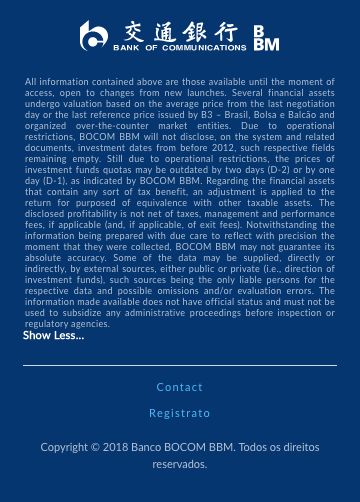 交通銀行
BANK OF COMMUNICATIONS
B
BM
All information contained above are those available until the moment of
access, open to changes from new launches. Several financial assets
undergo valuation based on the average price from the last negotiation
day or the last reference price issued by B3 – Brasil, Bolsa e Balcão and
organized over-the-counter market entities. Due to operational
restrictions, BOCOM BBM will not disclose, on the system and related
documents, investment dates from before 2012, such respective fields
remaining empty. Still due to operational restrictions, the prices of
investment funds quotas may be outdated by two days (D-2) or by one
day (D-1), as indicated by BOCOM BBM. Regarding the financial assets
that contain any sort of tax benefit, an adjustment is applied to the
return for purposed of equivalence with other taxable assets. The
disclosed profitability is not net of taxes, management and performance
fees, if applicable (and, if applicable, of exit fees). Notwithstanding the
information being prepared with due care to reflect with precision the
moment that they were collected, BOCOM BBM may not guarantee its
absolute accuracy. Some of the data may be supplied, directly or
indirectly, by external sources, either public or private (i.e., direction of
investment funds), such sources being the only liable persons for the
respective data and possible omissions and/or evaluation errors. The
information made available does not have official status and must not be
used to subsidize any administrative proceedings before inspection or
regulatory agencies.
Show Less...
Contact
Registrato
Copyright © 2018 Banco BOCOM BBM. Todos os direitos
reservados.